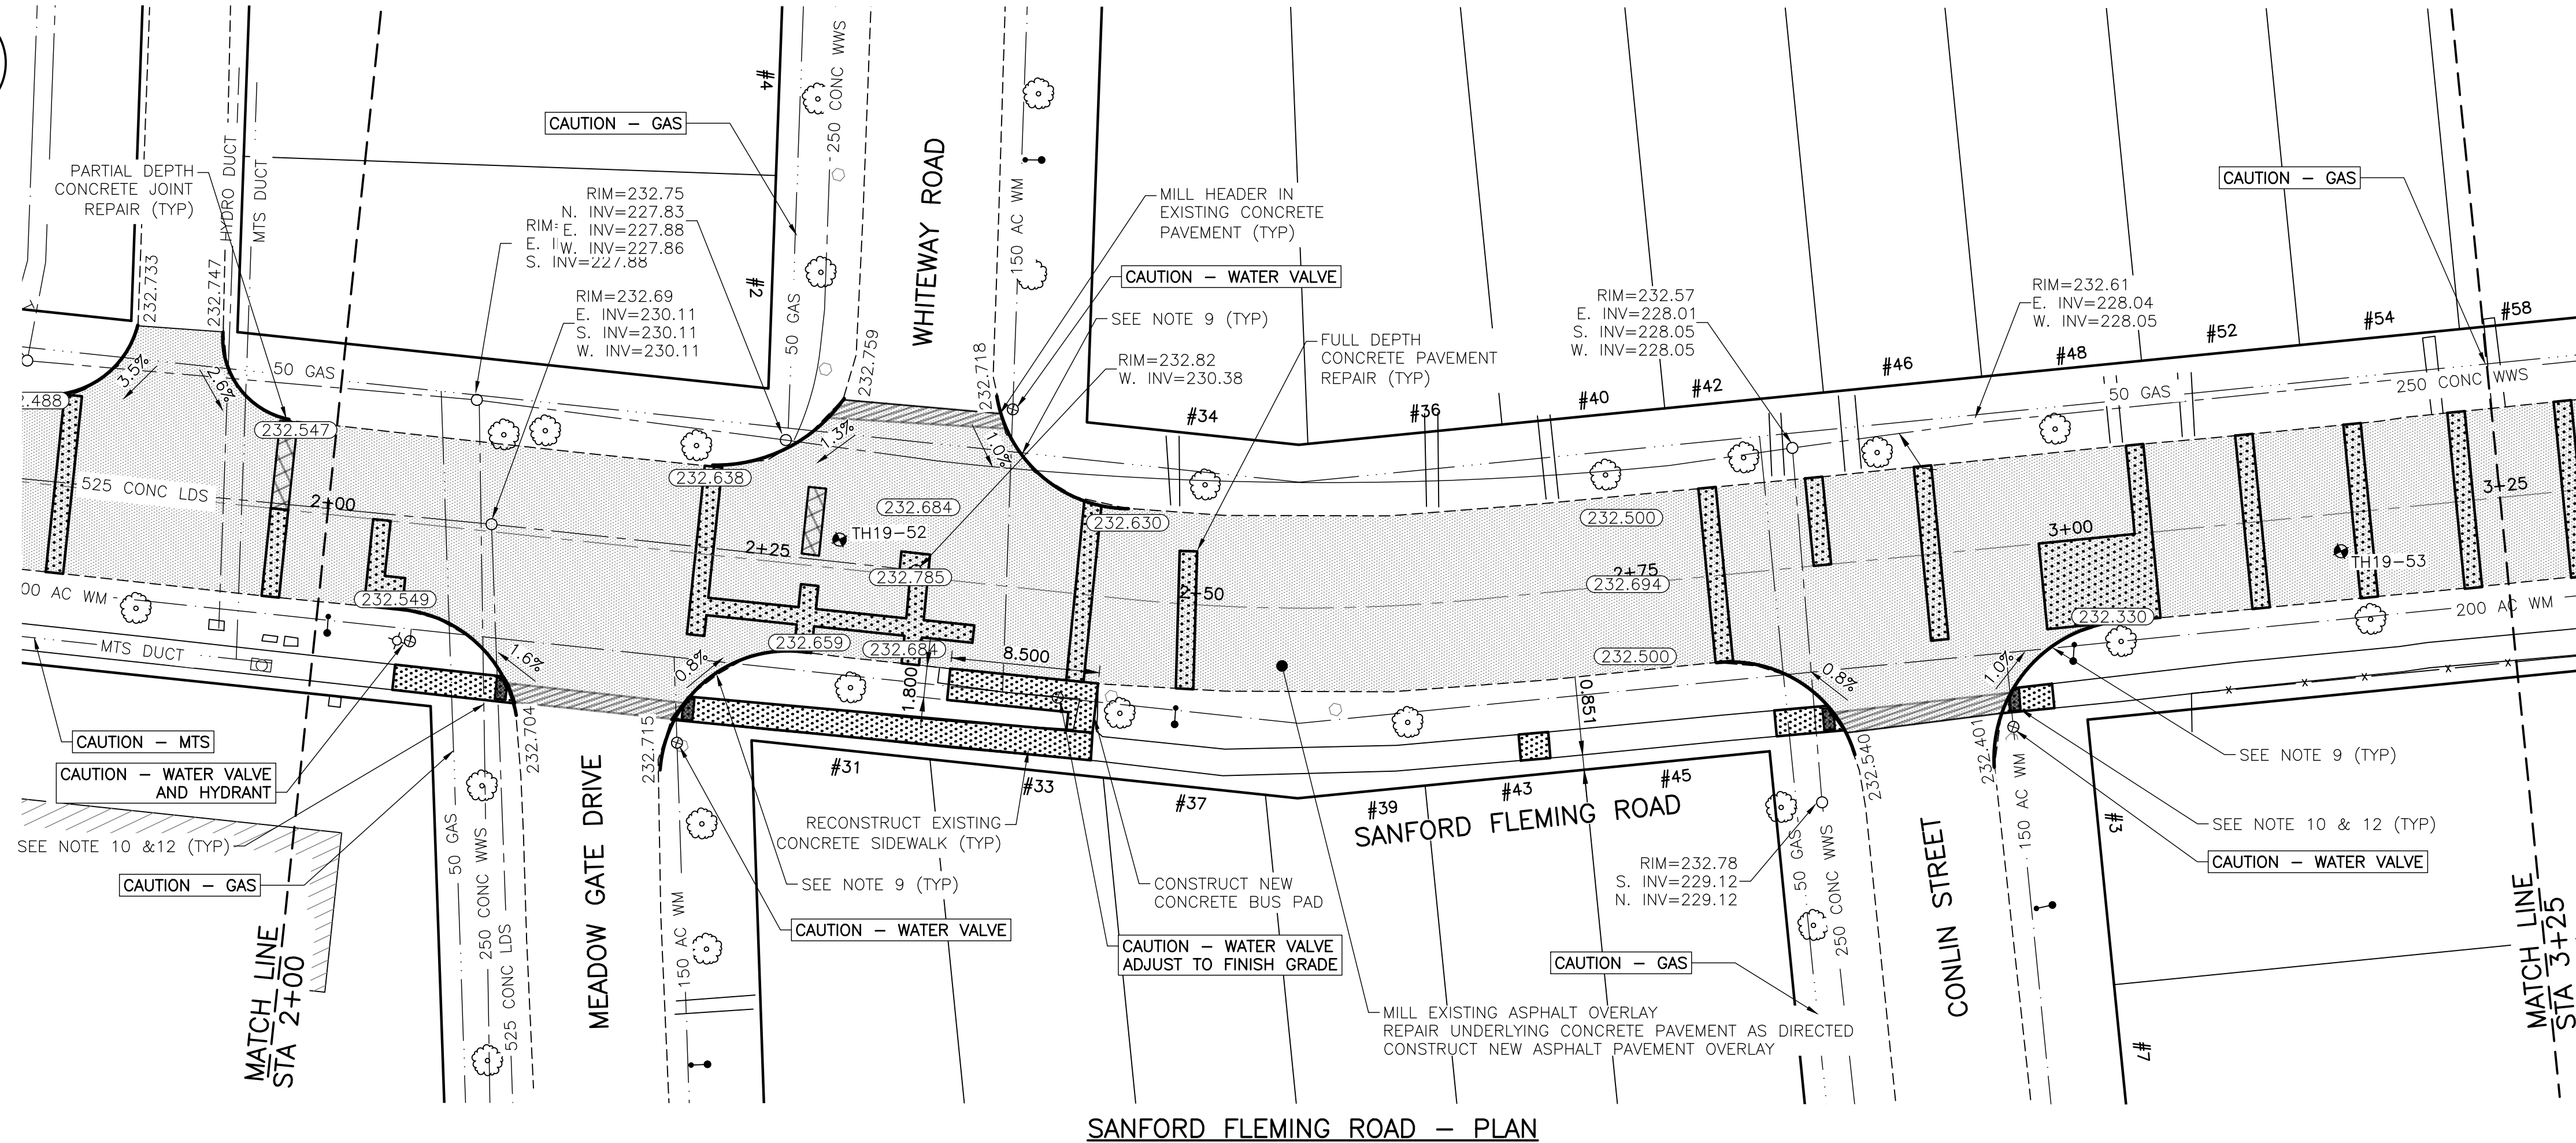 #4
CAUTION – GAS
250 CONC WWS
HYDRO DUCT
MTS DUCT
PARTIAL DEPTH
CONCRETE JOINT
REPAIR (TYP)
RIM=232.75
N. INV=227.83
E. INV=227.88
W. INV=227.86
RIM=
E.
S. INV=227.88
RIM=232.69
E. INV=230.11
S. INV=230.11
W. INV=230.11
#2
50 GAS
WHITEWAY ROAD
150 AC WM
MILL HEADER IN
EXISTING CONCRETE
PAVEMENT (TYP)
CAUTION – WATER VALVE
SEE NOTE 9 (TYP)
RIM=232.82
W. INV=230.38
FULL DEPTH
CONCRETE PAVEMENT
REPAIR (TYP)
RIM=232.57
E. INV=228.01
S. INV=228.05
W. INV=228.05
RIM=232.61
E. INV=228.04
W. INV=228.05
CAUTION – GAS
232.733
232.747
232.759
232.718
3.5%
2.6%
50 GAS
1.3%
1.0%
#34
#36
#40
#42
#46
#48
#52
#54
#58
50 GAS
250 CONC WWS
2.488
232.547
525 CONC LDS
2+00
232.638
232.684
TH19-52
2+25
232.785
232.630
232.500
2+50
2+75
232.694
3+00
3+25
TH19-53
00 AC WM
232.549
MTS DUCT
1.6%
0.8%
232.659
232.684
8.500
1.800
232.500
10.851
0.8%
1.0%
232.330
200 AC WM
CAUTION – MTS
CAUTION – WATER VALVE
AND HYDRANT
SEE NOTE 10 &12 (TYP)
CAUTION – GAS
232.704
232.715
#31
#33
#37
#39
#43
#45
SANFORD FLEMING ROAD
232.540
232.401
SEE NOTE 9 (TYP)
SEE NOTE 10 & 12 (TYP)
CAUTION – WATER VALVE
#3
#7
50 GAS
250 CONC WWS
525 CONC LDS
MEADOW GATE DRIVE
150 AC WM
RECONSTRUCT EXISTING
CONCRETE SIDEWALK (TYP)
SEE NOTE 9 (TYP)
CAUTION – WATER VALVE
CONSTRUCT NEW
CONCRETE BUS PAD
CAUTION – WATER VALVE
ADJUST TO FINISH GRADE
RIM=232.78
S. INV=229.12
N. INV=229.12
CAUTION – GAS
50 GAS
250 CONC WWS
CONLIN STREET
150 AC WM
MILL EXISTING ASPHALT OVERLAY
REPAIR UNDERLYING CONCRETE PAVEMENT AS DIRECTED
CONSTRUCT NEW ASPHALT PAVEMENT OVERLAY
MATCH LINE
STA 2+00
MATCH LINE
STA 3+25
SANFORD FLEMING ROAD – PLAN